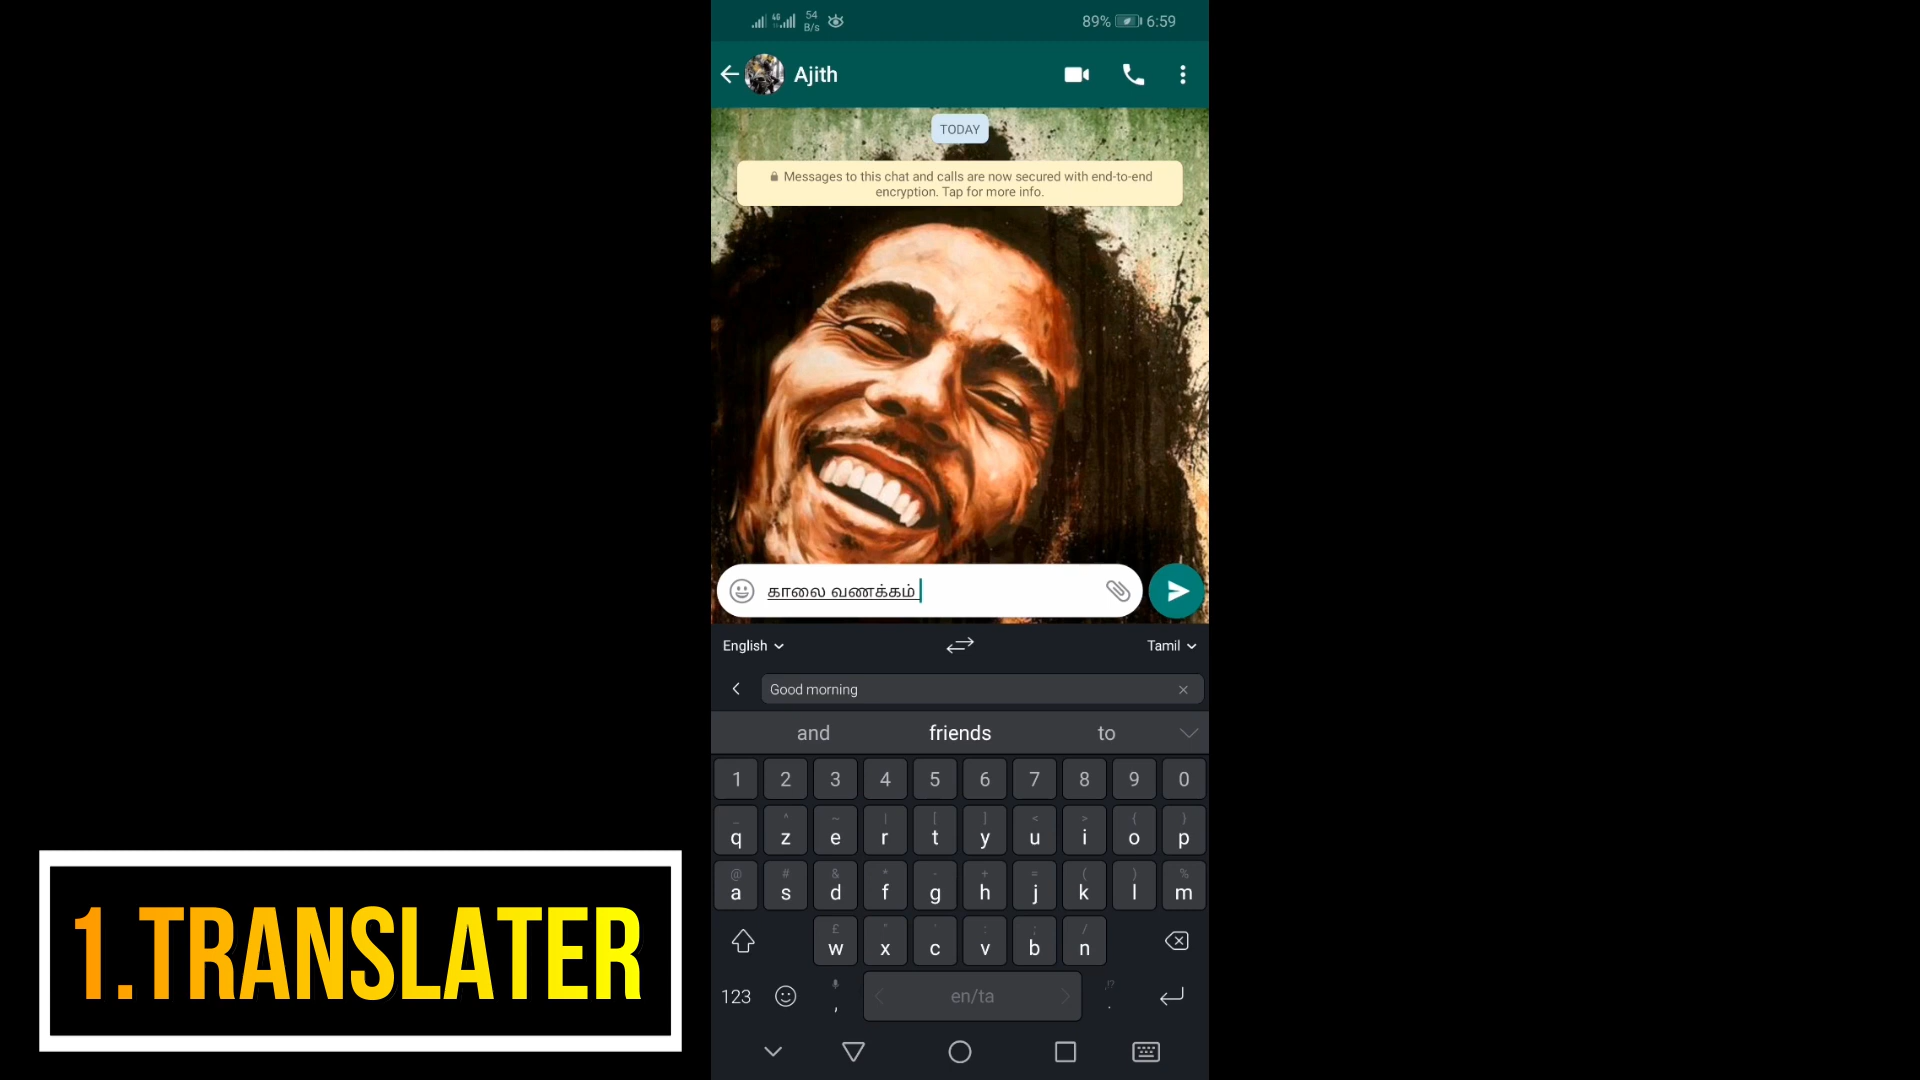 54
B/s
4G
89%
6:59
Ajith
TODAY
Messages to this chat and calls are now secured with end-to-end
encryption. Tap for more info.
காலை வணக்கம்
English
Tamil
Good morning
and friends to
1 2 3 4 5 6 7 8 9 0
_ ^ ~ | [ ] < > { }
q z e r t y u i o p
@ # & * - + = ( ) %
a s d f g h j k l m
£ " ' : ; /
w x c v b n
123 , en/ta .
,!?
1.TRANSLATER